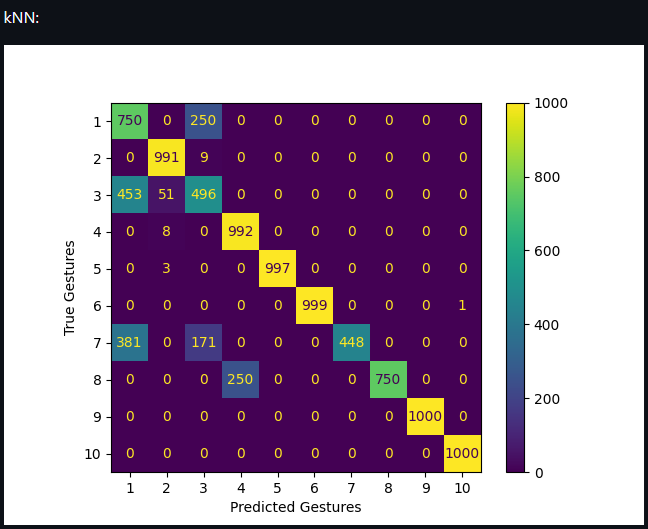 kNN:
1 750 0 250 0 0 0 0 0 0 0
2 0 991 9 0 0 0 0 0 0 0
3 453 51 496 0 0 0 0 0 0 0
4 0 8 0 992 0 0 0 0 0 0
5 0 3 0 0 997 0 0 0 0 0
6 0 0 0 0 0 999 0 0 0 1
7 381 0 171 0 0 0 448 0 0 0
8 0 0 0 250 0 0 0 750 0 0
9 0 0 0 0 0 0 0 0 1000 0
10 0 0 0 0 0 0 0 0 0 1000
1 2 3 4 5 6 7 8 9 10
Predicted Gestures
True Gestures
1000
800
600
400
200
0